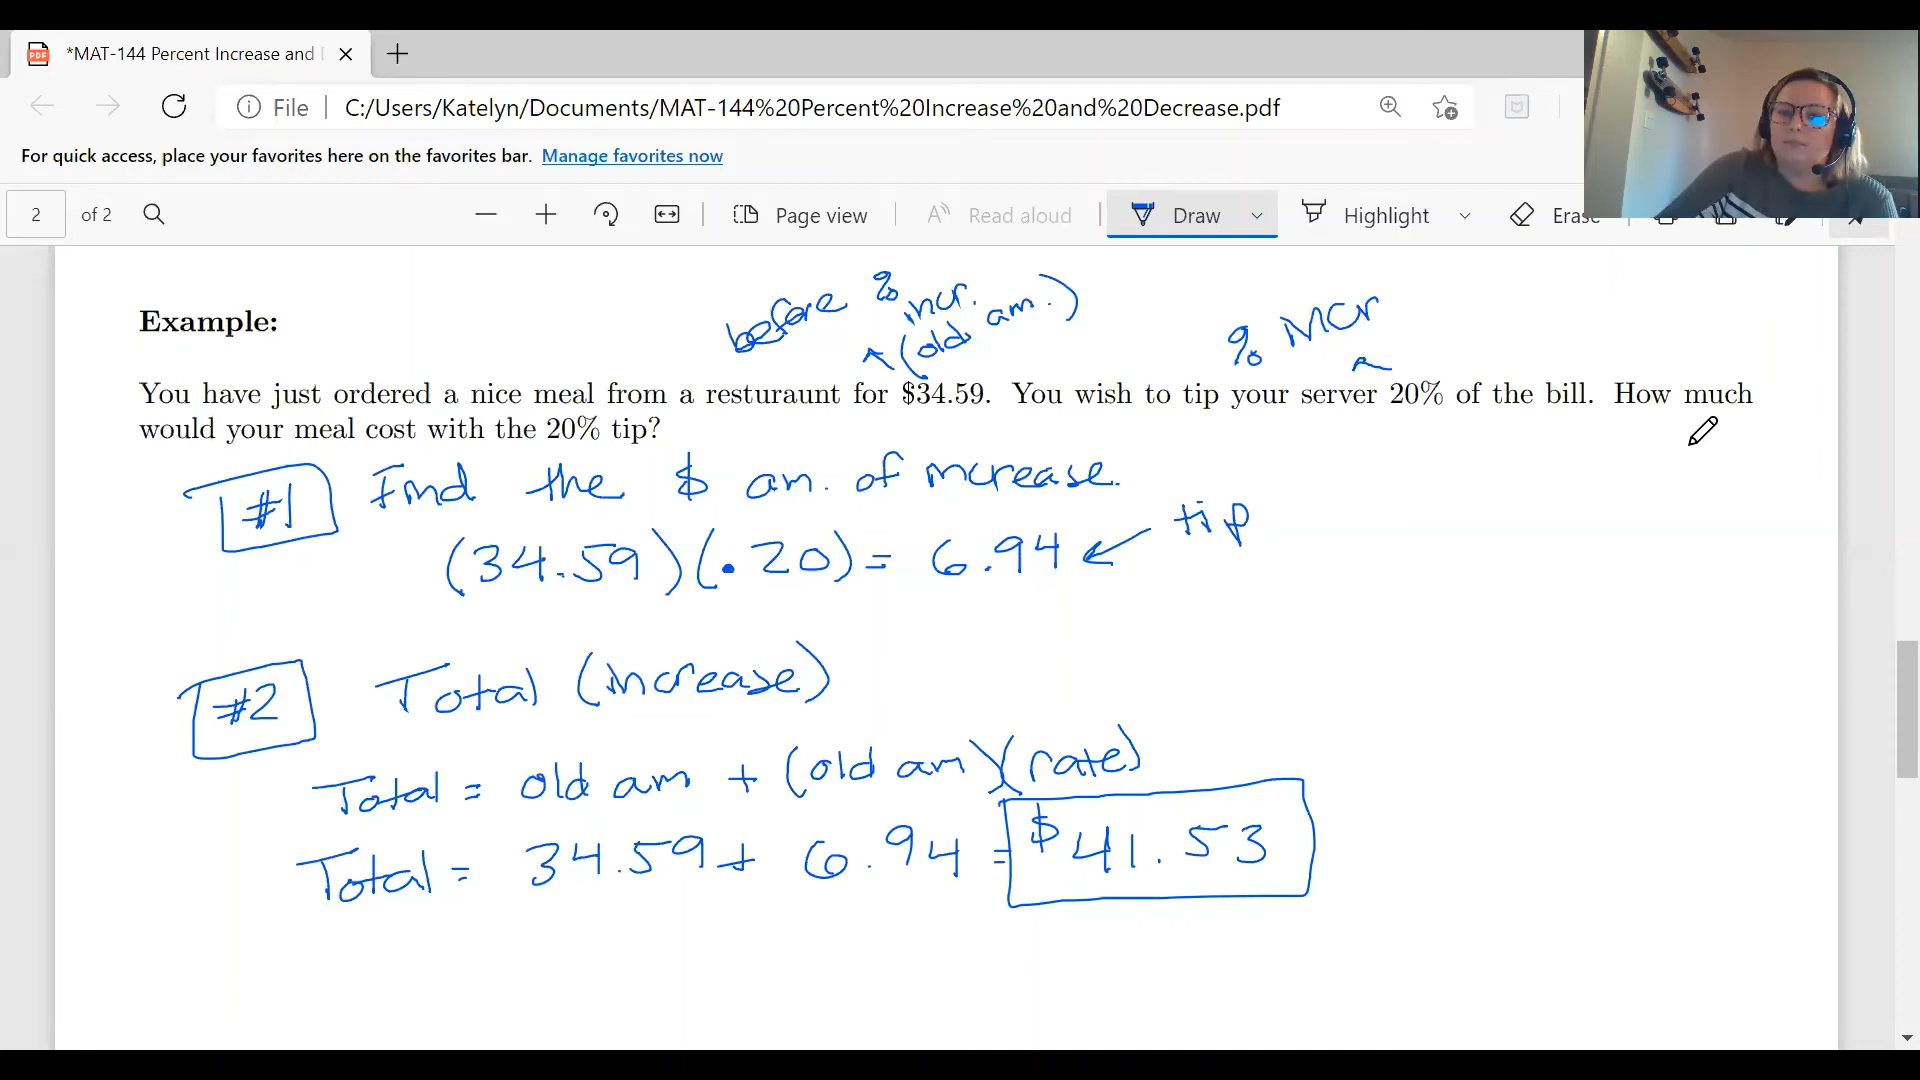 *MAT-144 Percent Increase and
File
C:/Users/Katelyn/Documents/MAT-144%20Percent%20Increase%20and%20Decrease.pdf
For quick access, place your favorites here on the favorites bar. Manage favorites now
2 of 2
Page view
Read aloud
Draw
Highlight
Erase
before % incr.
(old am.)
% incr
Example:
You have just ordered a nice meal from a resturaunt for $34.59. You wish to tip your server 20% of the bill. How much
would your meal cost with the 20% tip?
#1 Find the $ am. of increase.
(34.59)(.20) = 6.94 ← tip
#2 Total (increase)
Total = old am + (old am)(rate)
Total = 34.59 + 6.94 = $41.53